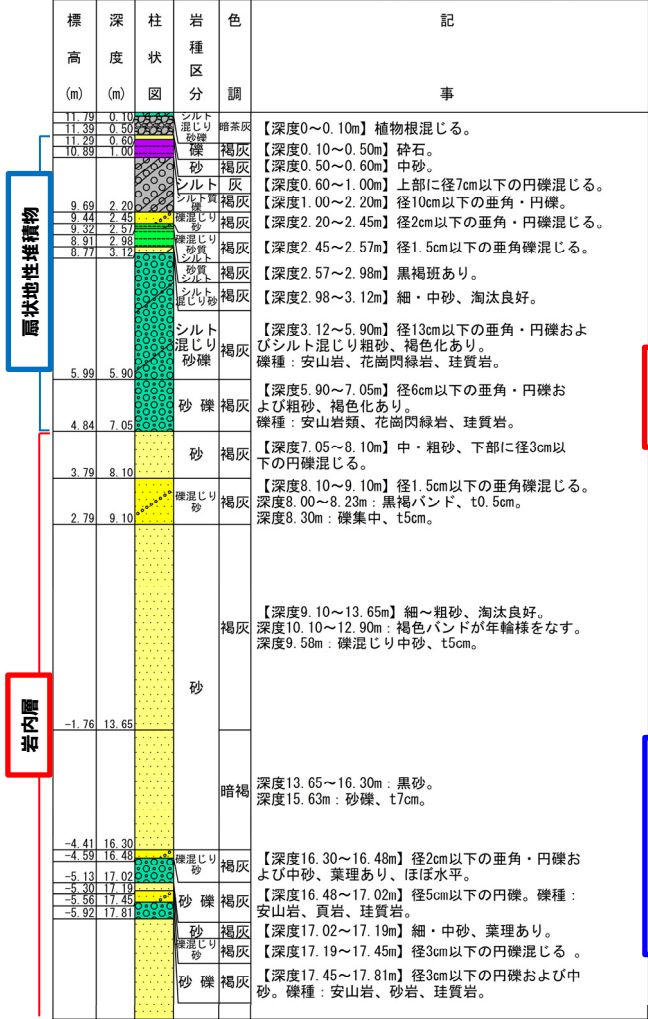 標高(m)
深度(m)
柱状図
岩種区分
色調
記事
扇状地性堆積物
岩内層
11.79 0.10
11.39 0.50
11.29 0.60
10.89 1.00
9.69 2.20
9.44 2.45
9.32 2.57
8.91 2.98
8.77 3.12
5.99 5.90
4.84 7.05
3.79 8.10
2.79 9.10
-1.76 13.65
-4.41 16.30
-4.59 16.48
-5.13 17.02
-5.30 17.19
-5.56 17.45
-5.92 17.81
シルト
混じり
砂礫
暗茶灰
礫 褐灰
砂 褐灰
シルト 灰
シルト質
礫
褐灰
礫混じり
砂
褐灰
礫混じり
砂質
シルト
褐灰
砂質
シルト
褐灰
シルト
混じり砂
褐灰
シルト
混じり
砂礫
褐灰
砂 礫 褐灰
砂 褐灰
礫混じり
砂
褐灰
砂
褐灰
暗褐
礫混じり
砂
褐灰
砂 礫 褐灰
砂 褐灰
礫混じり
砂
褐灰
砂 礫 褐灰
【深度0～0.10m】植物根混じる。
【深度0.10～0.50m】砕石。
【深度0.50～0.60m】中砂。
【深度0.60～1.00m】上部に径7cm以下の円礫混じる。
【深度1.00～2.20m】径10cm以下の亜角・円礫。
【深度2.20～2.45m】径2cm以下の亜角・円礫混じる。
【深度2.45～2.57m】径1.5cm以下の亜角礫混じる。
【深度2.57～2.98m】黒褐斑あり。
【深度2.98～3.12m】細・中砂、淘汰良好。
【深度3.12～5.90m】径13cm以下の亜角・円礫およ
びシルト混じり粗砂、褐色化あり。
礫種：安山岩、花崗閃緑岩、珪質岩。
【深度5.90～7.05m】径6cm以下の亜角・円礫お
よび粗砂、褐色化あり。
礫種：安山岩類、花崗閃緑岩、珪質岩。
【深度7.05～8.10m】中・粗砂、下部に径3cm以
下の円礫混じる。
【深度8.10～9.10m】径1.5cm以下の亜角礫混じる。
深度8.00～8.23m：黒褐バンド、t0.5cm。
深度8.30m：礫集中、t5cm。
【深度9.10～13.65m】細～粗砂、淘汰良好。
深度10.10～12.90m：褐色バンドが年輪様をなす。
深度9.58m：礫混じり中砂、t5cm。
深度13.65～16.30m：黒砂。
深度15.63m：砂礫、t7cm。
【深度16.30～16.48m】径2cm以下の亜角・円礫お
よび中砂、葉理あり、ほぼ水平。
【深度16.48～17.02m】径5cm以下の円礫。礫種：
安山岩、頁岩、珪質岩。
【深度17.02～17.19m】細・中砂、葉理あり。
【深度17.19～17.45m】径3cm以下の円礫混じる 。
【深度17.45～17.81m】径3cm以下の円礫および中
砂。礫種：安山岩、砂岩、珪質岩。